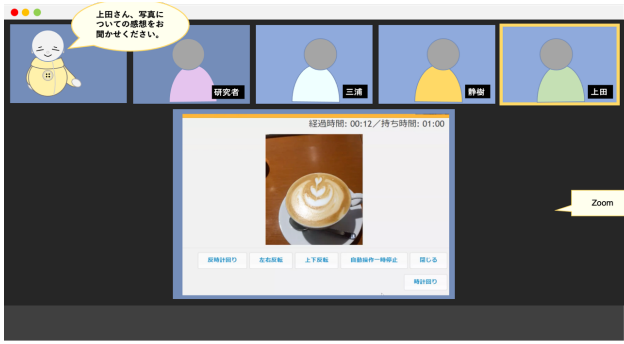 上田さん、写真に
ついての感想をお
聞かせください。
研究者
三浦
静樹
上田
経過時間: 00:12／持ち時間: 01:00
反時計回り
左右反転
上下反転
自動操作一時停止
閉じる
時計回り
Zoom